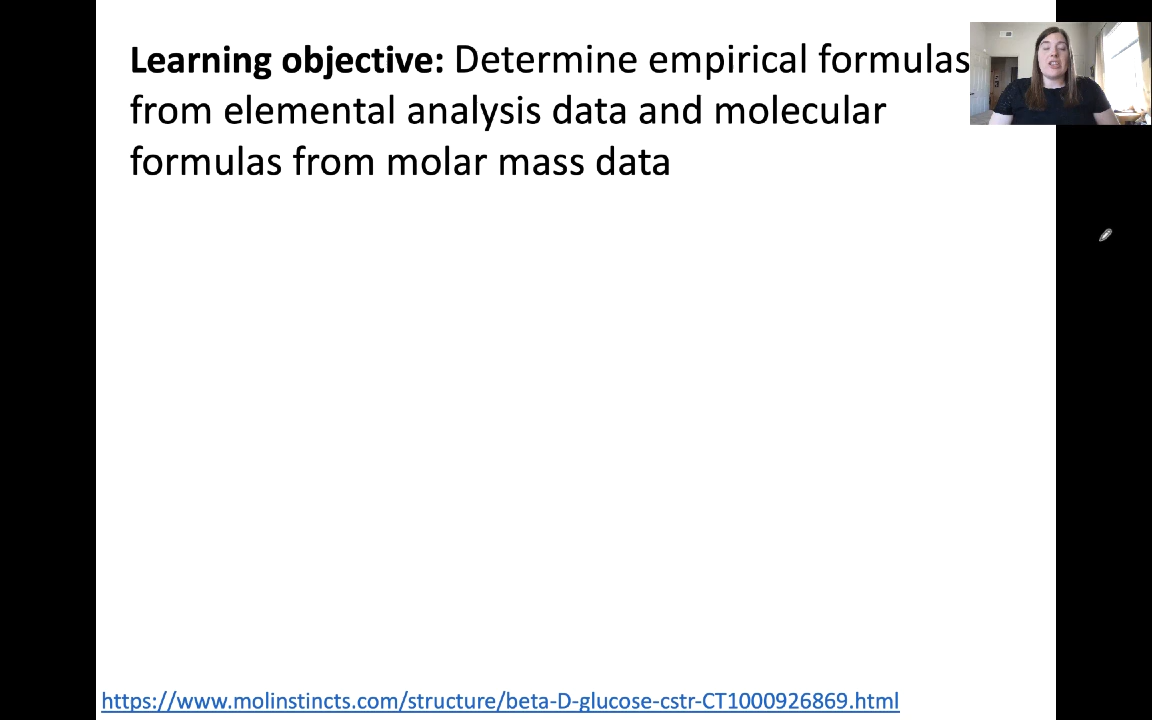 Learning objective: Determine empirical formulas
from elemental analysis data and molecular
formulas from molar mass data
https://www.molinstincts.com/structure/beta-D-glucose-cstr-CT1000926869.html